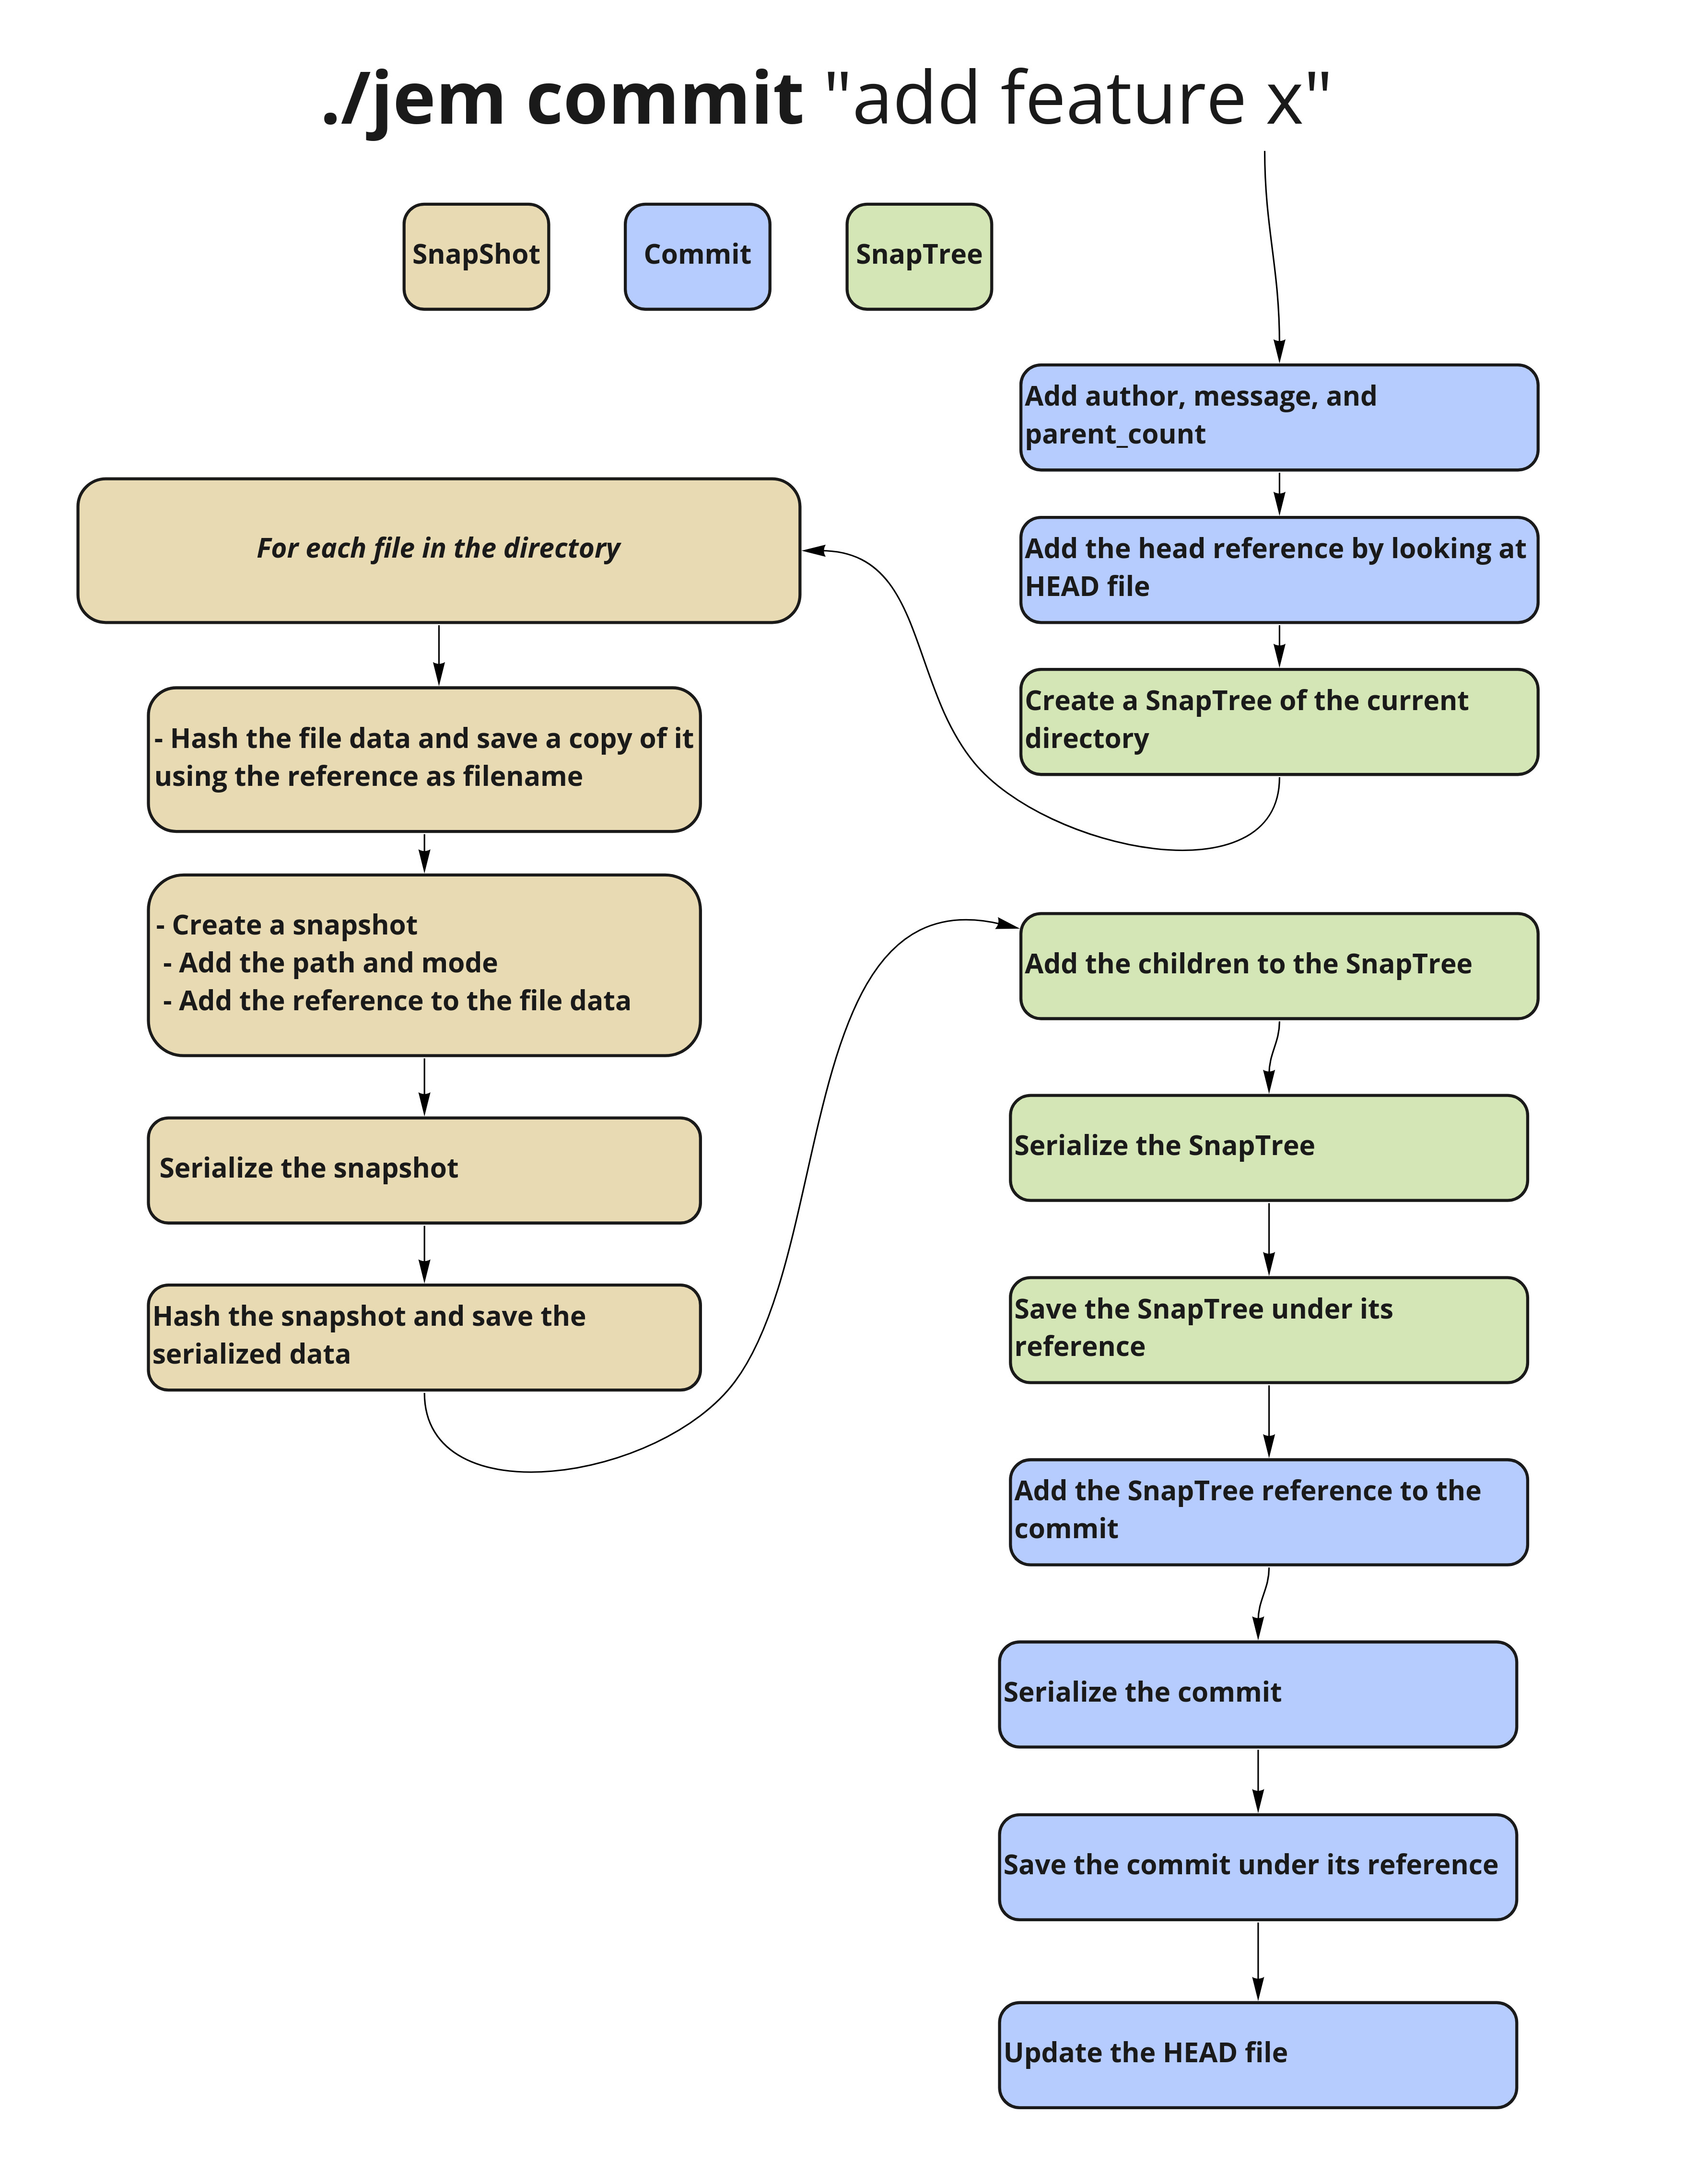 ./jem commit "add feature x"
SnapShot
Commit
SnapTree
Add author, message, and
parent_count
Add the head reference by looking at
HEAD file
Create a SnapTree of the current
directory
For each file in the directory
- Hash the file data and save a copy of it
using the reference as filename
- Create a snapshot
- Add the path and mode
- Add the reference to the file data
Serialize the snapshot
Hash the snapshot and save the
serialized data
Add the children to the SnapTree
Serialize the SnapTree
Save the SnapTree under its
reference
Add the SnapTree reference to the
commit
Serialize the commit
Save the commit under its reference
Update the HEAD file